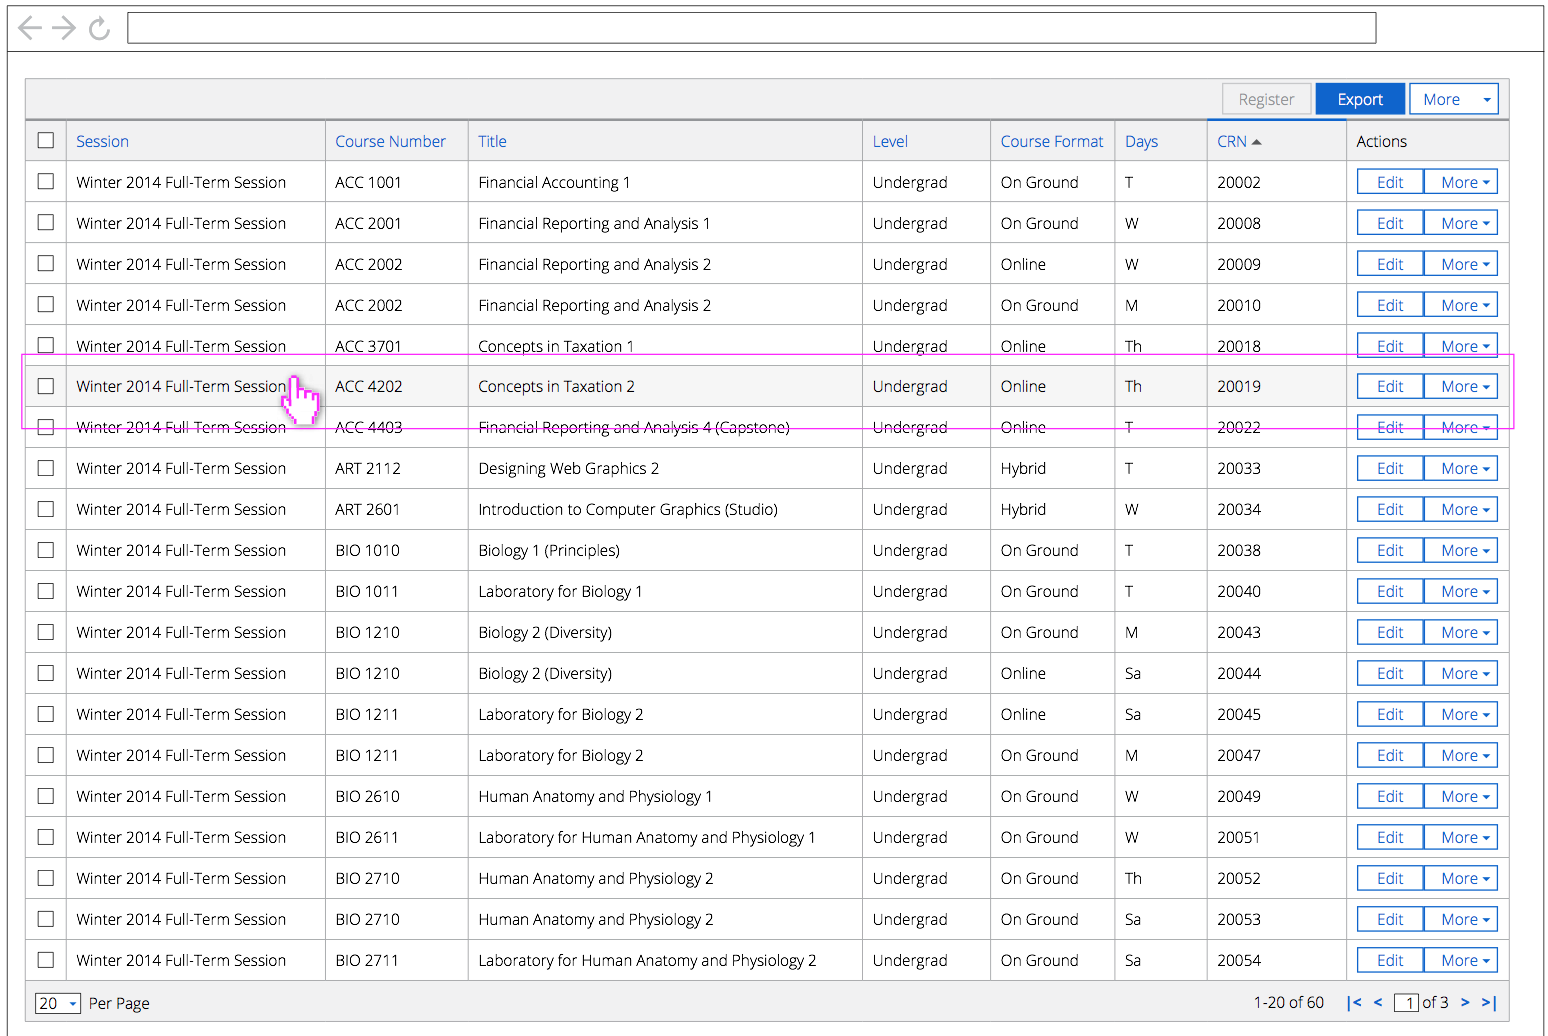 Register Export More
Session Course Number Title Level Course Format Days CRN Actions
Winter 2014 Full-Term Session ACC 1001 Financial Accounting 1 Undergrad On Ground T 20002 Edit More
Winter 2014 Full-Term Session ACC 2001 Financial Reporting and Analysis 1 Undergrad On Ground W 20008 Edit More
Winter 2014 Full-Term Session ACC 2002 Financial Reporting and Analysis 2 Undergrad Online W 20009 Edit More
Winter 2014 Full-Term Session ACC 2002 Financial Reporting and Analysis 2 Undergrad On Ground M 20010 Edit More
Winter 2014 Full-Term Session ACC 3701 Concepts in Taxation 1 Undergrad Online Th 20018 Edit More
Winter 2014 Full-Term Session ACC 4202 Concepts in Taxation 2 Undergrad Online Th 20019 Edit More
Winter 2014 Full-Term Session ACC 4403 Financial Reporting and Analysis 4 (Capstone) Undergrad Online T 20022 Edit More
Winter 2014 Full-Term Session ART 2112 Designing Web Graphics 2 Undergrad Hybrid T 20033 Edit More
Winter 2014 Full-Term Session ART 2601 Introduction to Computer Graphics (Studio) Undergrad Hybrid W 20034 Edit More
Winter 2014 Full-Term Session BIO 1010 Biology 1 (Principles) Undergrad On Ground T 20038 Edit More
Winter 2014 Full-Term Session BIO 1011 Laboratory for Biology 1 Undergrad On Ground T 20040 Edit More
Winter 2014 Full-Term Session BIO 1210 Biology 2 (Diversity) Undergrad On Ground M 20043 Edit More
Winter 2014 Full-Term Session BIO 1210 Biology 2 (Diversity) Undergrad Online Sa 20044 Edit More
Winter 2014 Full-Term Session BIO 1211 Laboratory for Biology 2 Undergrad Online Sa 20045 Edit More
Winter 2014 Full-Term Session BIO 1211 Laboratory for Biology 2 Undergrad On Ground M 20047 Edit More
Winter 2014 Full-Term Session BIO 2610 Human Anatomy and Physiology 1 Undergrad On Ground W 20049 Edit More
Winter 2014 Full-Term Session BIO 2611 Laboratory for Human Anatomy and Physiology 1 Undergrad On Ground W 20051 Edit More
Winter 2014 Full-Term Session BIO 2710 Human Anatomy and Physiology 2 Undergrad On Ground Th 20052 Edit More
Winter 2014 Full-Term Session BIO 2710 Human Anatomy and Physiology 2 Undergrad On Ground Sa 20053 Edit More
Winter 2014 Full-Term Session BIO 2711 Laboratory for Human Anatomy and Physiology 2 Undergrad On Ground Sa 20054 Edit More
20 Per Page 1-20 of 60 |< < 1 of 3 > >|